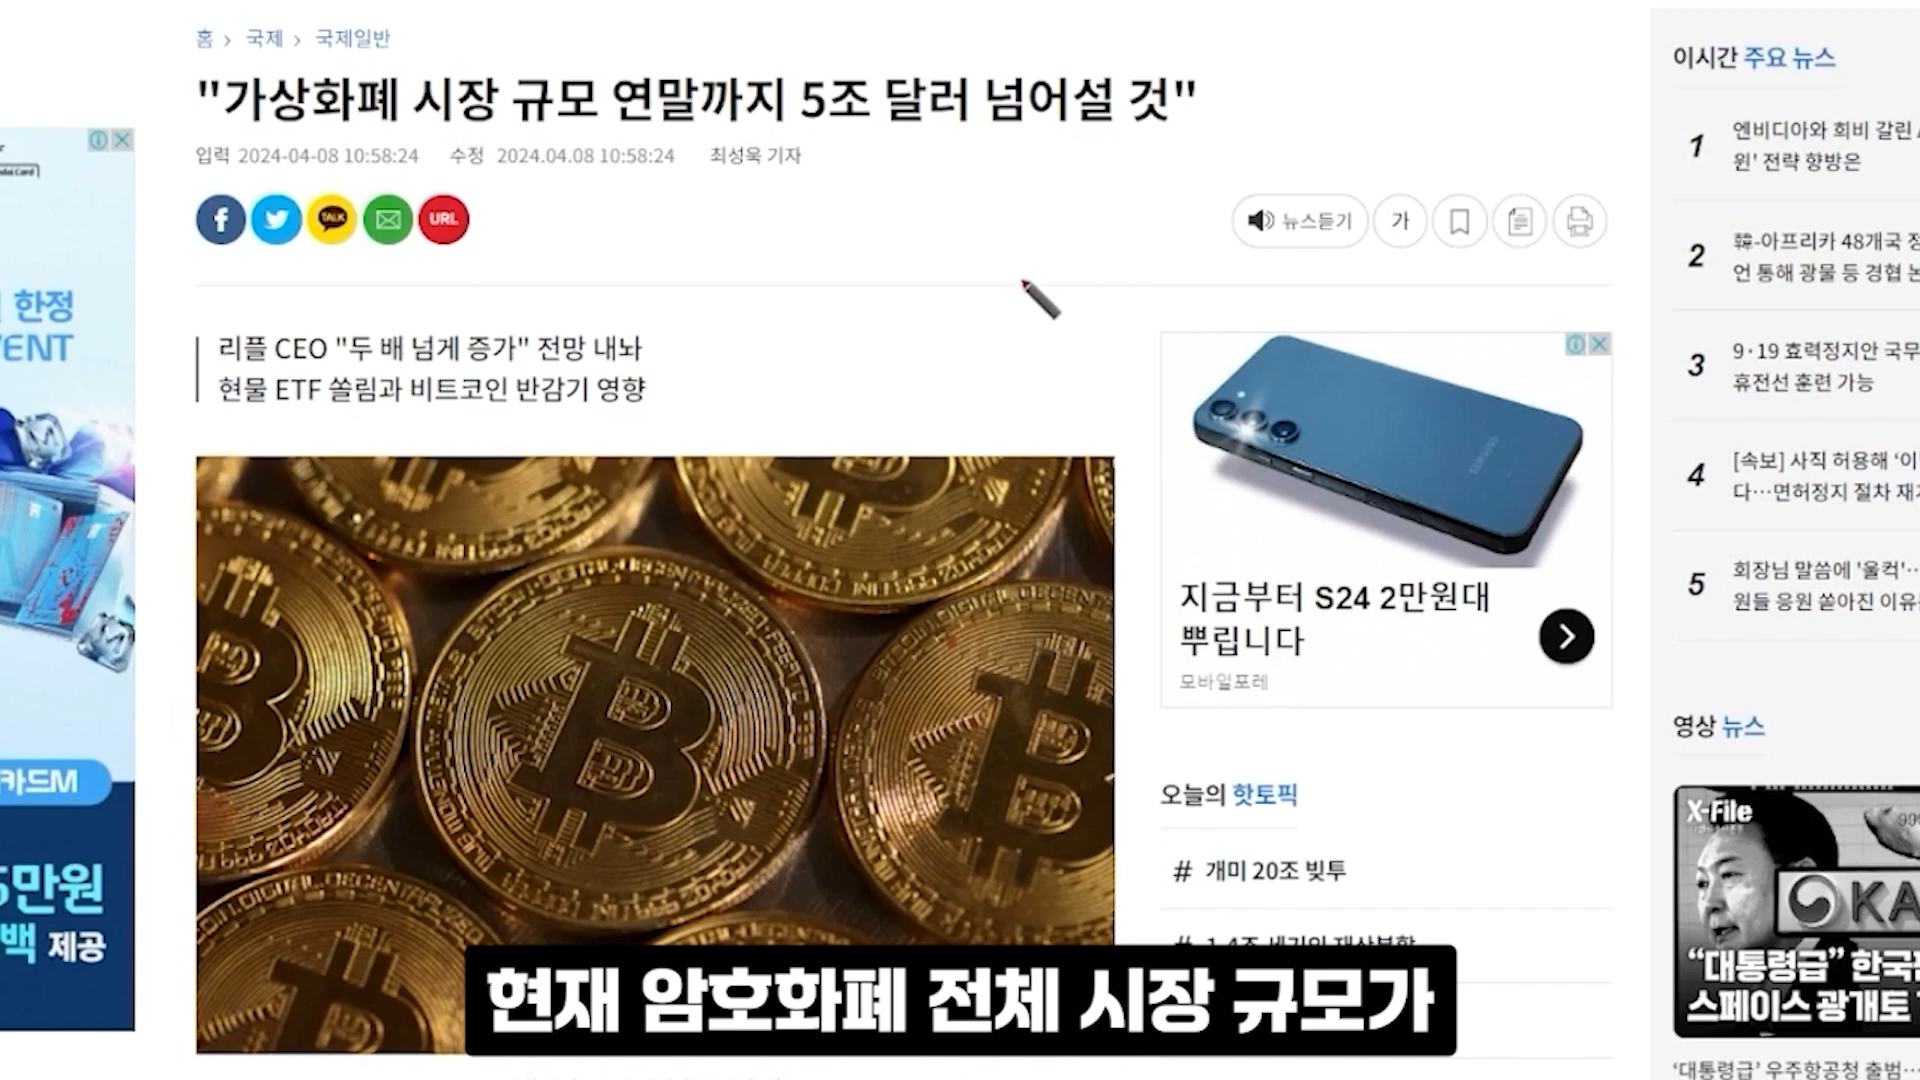 홈 › 국제 › 국제일반
"가상화폐 시장 규모 연말까지 5조 달러 넘어설 것"
입력 2024-04-08 10:58:24 수정 2024.04.08 10:58:24 최성욱 기자
f TALK URL
뉴스듣기 가
리플 CEO "두 배 넘게 증가" 전망 내놔
현물 ETF 쏠림과 비트코인 반감기 영향
한정
VENT
카드M
5만원
백 제공
SAMSUNG
지금부터 S24 2만원대
뿌립니다
모바일포레
오늘의 핫토픽
# 개미 20조 빚투
현재 암호화폐 전체 시장 규모가
이시간 주요 뉴스
1 엔비디아와 희비 갈린
윈' 전략 향방은
2 韓-아프리카 48개국 정
언 통해 광물 등 경협 논
3 9·19 효력정지안 국무
휴전선 훈련 가능
4 [속보] 사직 허용해 ‘이
다…면허정지 절차 재
5 회장님 말씀에 '울컥'…
원들 응원 쏟아진 이유
영상 뉴스
X-File
KA
“대통령급” 한국
스페이스 광개토
‘대통령급’ 우주항공청 출범…